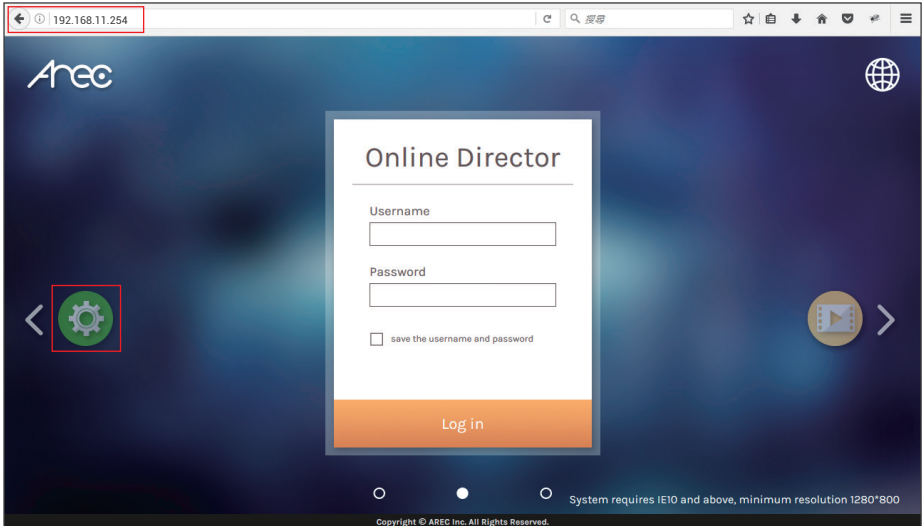 192.168.11.254
搜尋
Arec
Online Director
Username
Password
save the username and password
Log in
System requires IE10 and above, minimum resolution 1280*800
Copyright © AREC Inc. All Rights Reserved.